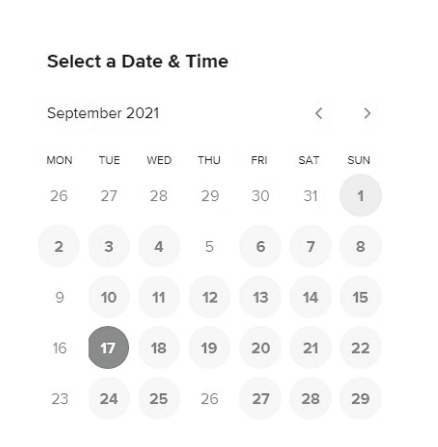 Select a Date & Time
September 2021 < >
MON TUE WED THU FRI SAT SUN
26 27 28 29 30 31 1
2 3 4 5 6 7 8
9 10 11 12 13 14 15
16 17 18 19 20 21 22
23 24 25 26 27 28 29